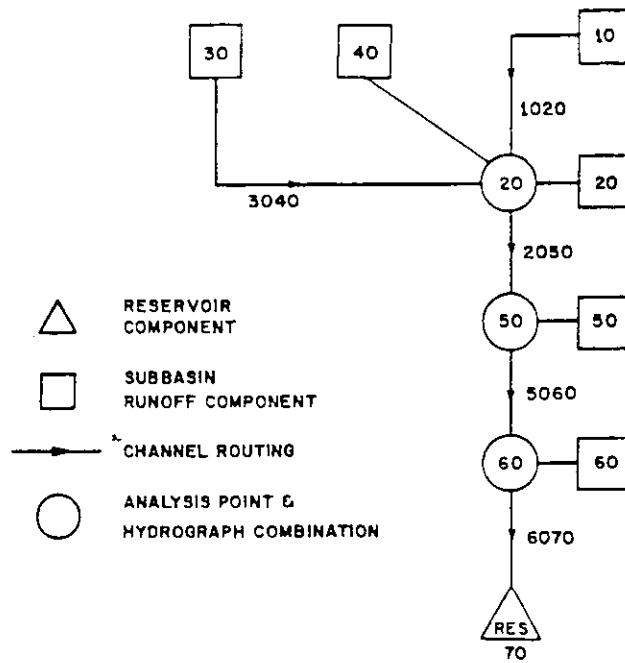 30
40
10
1020
20
20
3040
2050
RESERVOIR
COMPONENT
50
50
SUBBASIN
RUNOFF COMPONENT
5060
CHANNEL ROUTING
60
60
ANALYSIS POINT &
HYDROGRAPH COMBINATION
6070
RES
70